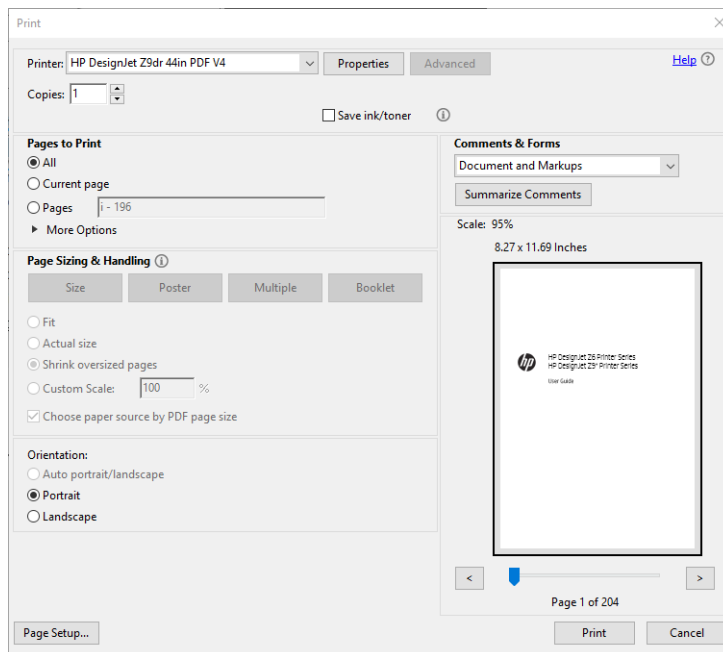 Print
Printer: HP DesignJet Z9dr 44in PDF V4 Properties Advanced Help ?
Copies: 1
Save ink/toner i
Pages to Print
All
Current page
Pages i - 196
More Options
Page Sizing & Handling i
Size Poster Multiple Booklet
Fit
Actual size
Shrink oversized pages
Custom Scale: 100 %
Choose paper source by PDF page size
Orientation:
Auto portrait/landscape
Portrait
Landscape
Comments & Forms
Document and Markups
Summarize Comments
Scale: 95%
8.27 x 11.69 Inches
hp
HP DesignJet Z6 Printer Series
HP DesignJet Z9+ Printer Series
User Guide
< >
Page 1 of 204
Page Setup... Print Cancel